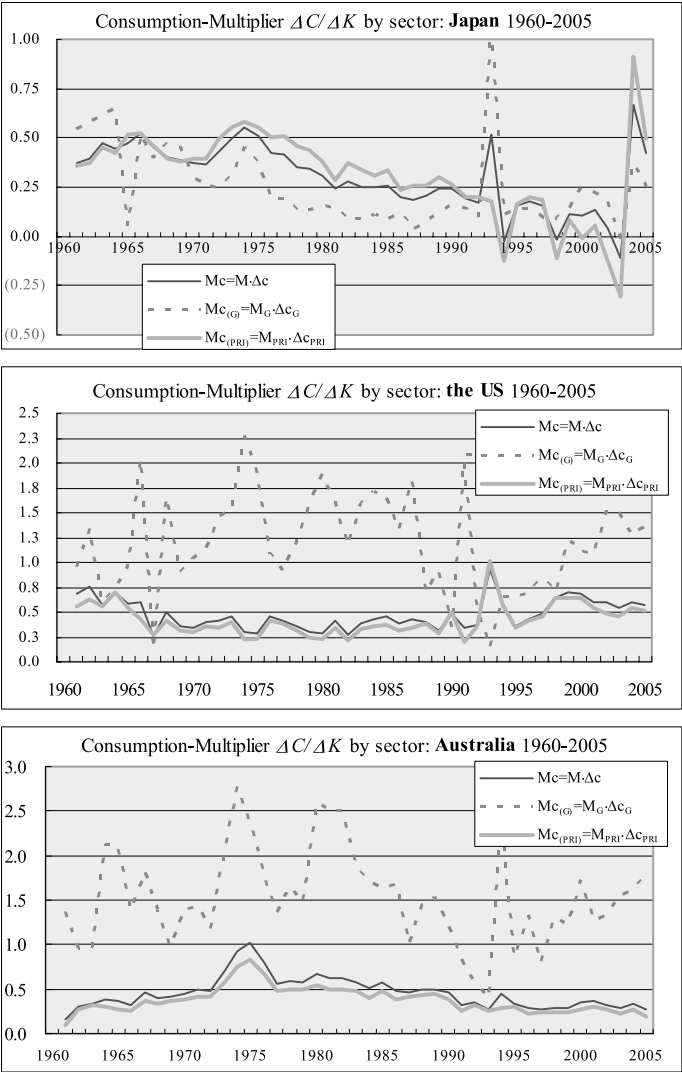 Consumption-Multiplier ΔC/ΔK by sector: Japan 1960-2005
1.00
0.75
0.50
0.25
0.00
(0.25)
(0.50)
1960 1965 1970 1975 1980 1985 1990 1995 2000 2005
Mc=M·Δc
Mc(G)=MG·ΔcG
Mc(PRI)=MPRI·ΔcPRI
Consumption-Multiplier ΔC/ΔK by sector: the US 1960-2005
2.5
2.3
2.0
1.8
1.5
1.3
1.0
0.8
0.5
0.3
0.0
1960 1965 1970 1975 1980 1985 1990 1995 2000 2005
Mc=M·Δc
Mc(G)=MG·ΔcG
Mc(PRI)=MPRI·ΔcPRI
Consumption-Multiplier ΔC/ΔK by sector: Australia 1960-2005
3.0
2.5
2.0
1.5
1.0
0.5
0.0
1960 1965 1970 1975 1980 1985 1990 1995 2000 2005
Mc=M·Δc
Mc(G)=MG·ΔcG
Mc(PRI)=MPRI·ΔcPRI